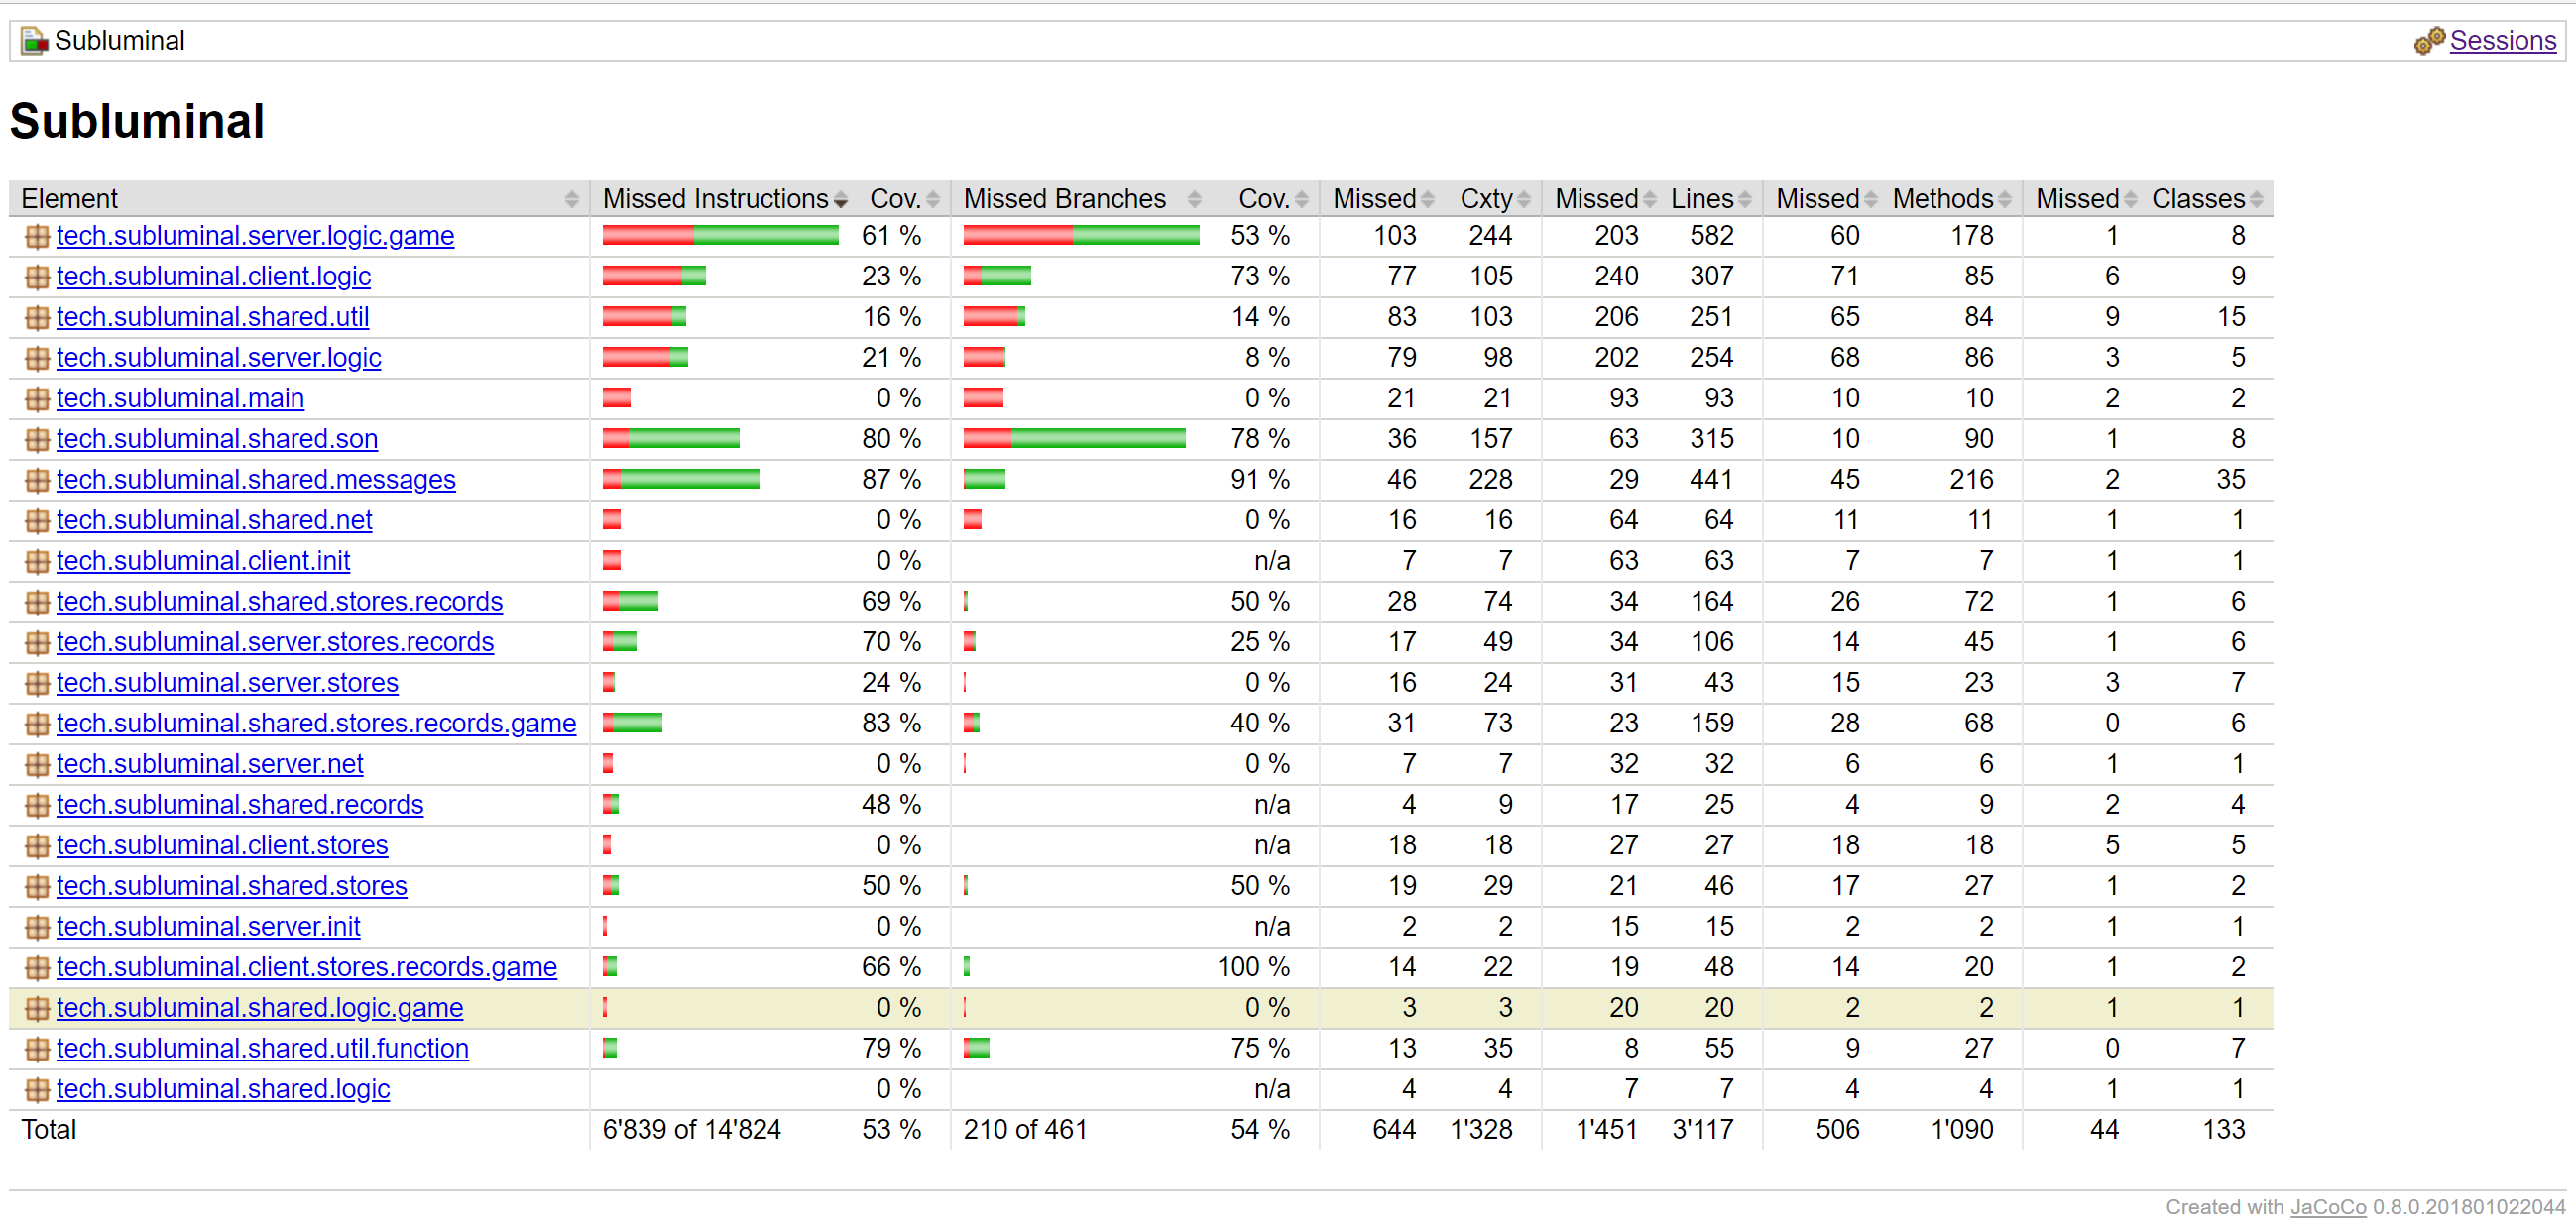 Subluminal Sessions
Subluminal
Element Missed Instructions Cov. Missed Branches Cov. Missed Cxty Missed Lines Missed Methods Missed Classes
tech.subluminal.server.logic.game 61 % 53 % 103 244 203 582 60 178 1 8
tech.subluminal.client.logic 23 % 73 % 77 105 240 307 71 85 6 9
tech.subluminal.shared.util 16 % 14 % 83 103 206 251 65 84 9 15
tech.subluminal.server.logic 21 % 8 % 79 98 202 254 68 86 3 5
tech.subluminal.main 0 % 0 % 21 21 93 93 10 10 2 2
tech.subluminal.shared.son 80 % 78 % 36 157 63 315 10 90 1 8
tech.subluminal.shared.messages 87 % 91 % 46 228 29 441 45 216 2 35
tech.subluminal.shared.net 0 % 0 % 16 16 64 64 11 11 1 1
tech.subluminal.client.init 0 % n/a 7 7 63 63 7 7 1 1
tech.subluminal.shared.stores.records 69 % 50 % 28 74 34 164 26 72 1 6
tech.subluminal.server.stores.records 70 % 25 % 17 49 34 106 14 45 1 6
tech.subluminal.server.stores 24 % 0 % 16 24 31 43 15 23 3 7
tech.subluminal.shared.stores.records.game 83 % 40 % 31 73 23 159 28 68 0 6
tech.subluminal.server.net 0 % 0 % 7 7 32 32 6 6 1 1
tech.subluminal.shared.records 48 % n/a 4 9 17 25 4 9 2 4
tech.subluminal.client.stores 0 % n/a 18 18 27 27 18 18 5 5
tech.subluminal.shared.stores 50 % 50 % 19 29 21 46 17 27 1 2
tech.subluminal.server.init 0 % n/a 2 2 15 15 2 2 1 1
tech.subluminal.client.stores.records.game 66 % 100 % 14 22 19 48 14 20 1 2
tech.subluminal.shared.logic.game 0 % 0 % 3 3 20 20 2 2 1 1
tech.subluminal.shared.util.function 79 % 75 % 13 35 8 55 9 27 0 7
tech.subluminal.shared.logic 0 % n/a 4 4 7 7 4 4 1 1
Total 6'839 of 14'824 53 % 210 of 461 54 % 644 1'328 1'451 3'117 506 1'090 44 133
Created with JaCoCo 0.8.0.201801022044